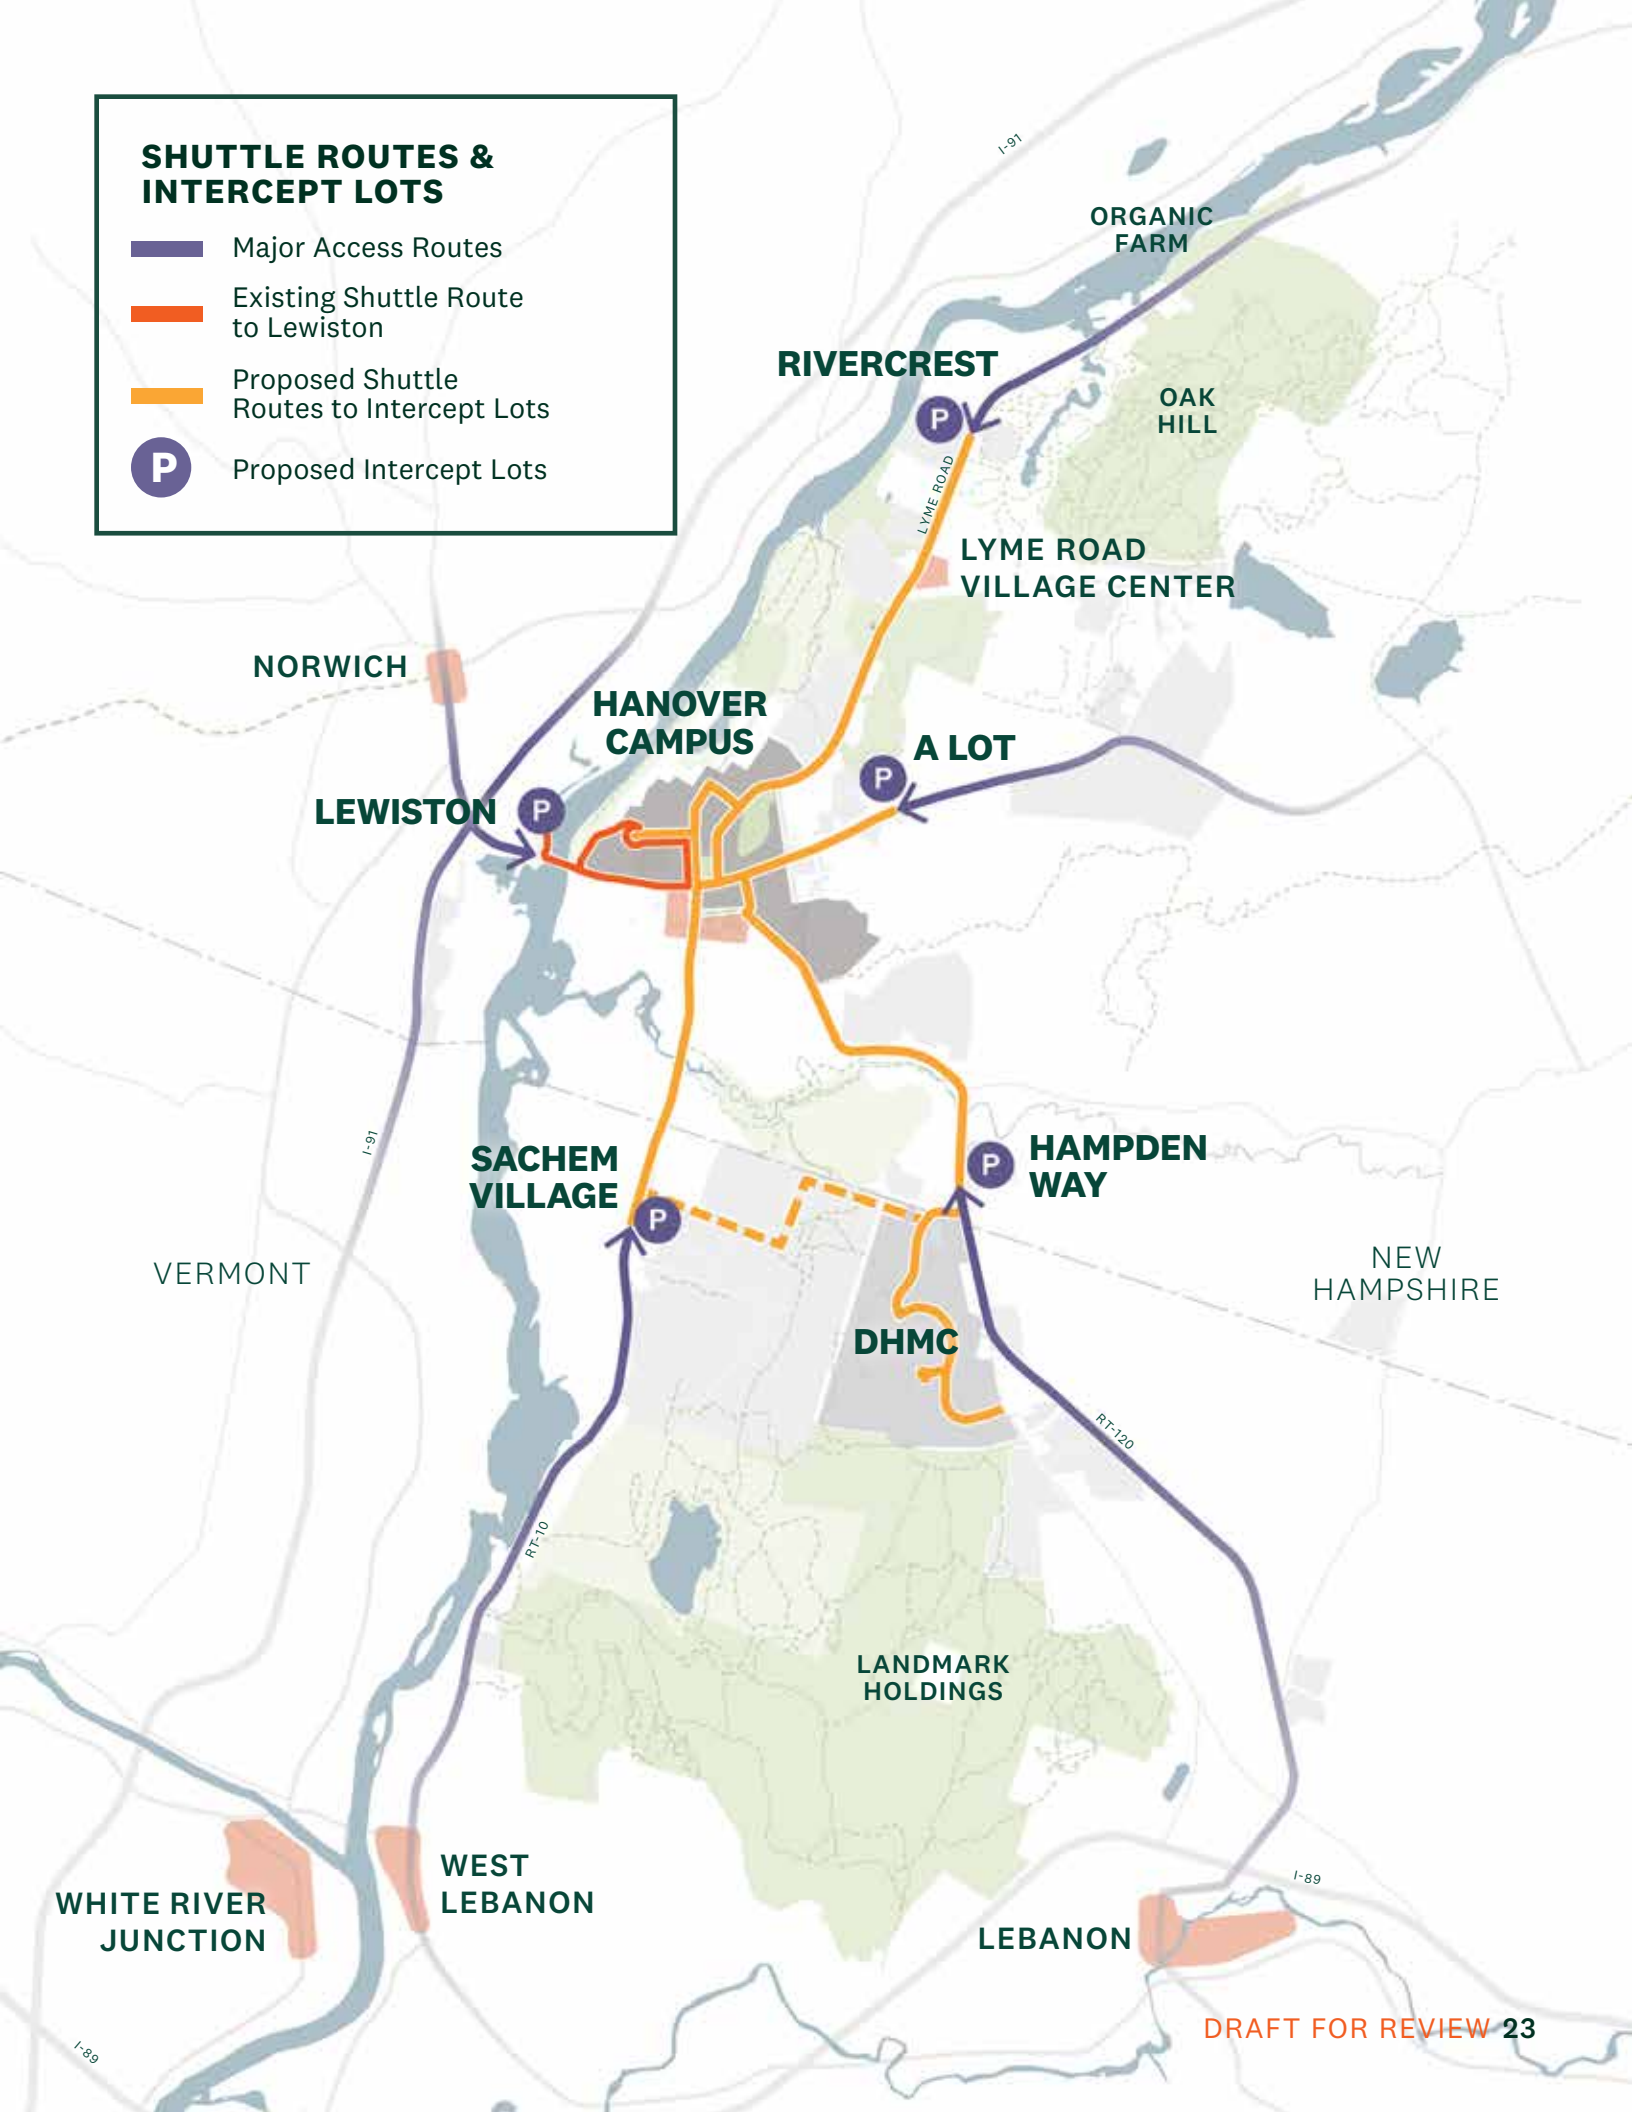 SHUTTLE ROUTES &
INTERCEPT LOTS
Major Access Routes
Existing Shuttle Route
to Lewiston
Proposed Shuttle
Routes to Intercept Lots
P
Proposed Intercept Lots
I-91
ORGANIC
FARM
RIVERCREST
P
OAK
HILL
LYME ROAD
LYME ROAD
VILLAGE CENTER
NORWICH
HANOVER
CAMPUS
A LOT
P
LEWISTON
P
I-91
SACHEM
VILLAGE
P
HAMPDEN
WAY
P
VERMONT
NEW
HAMPSHIRE
DHMC
RT-120
RT-10
LANDMARK
HOLDINGS
WEST
LEBANON
WHITE RIVER
JUNCTION
I-89
LEBANON
I-89
DRAFT FOR REVIEW 23